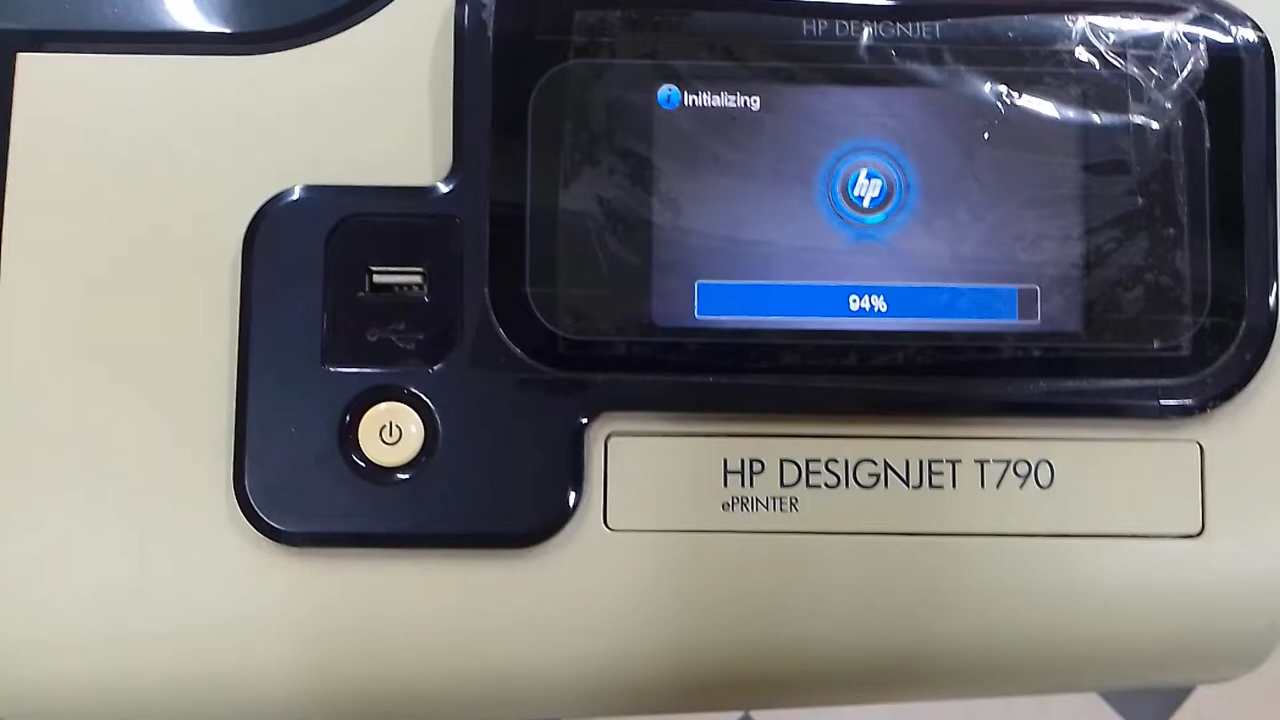 HP DESIGNJET
Initializing
hp
94%
HP DESIGNJET T790
ePRINTER